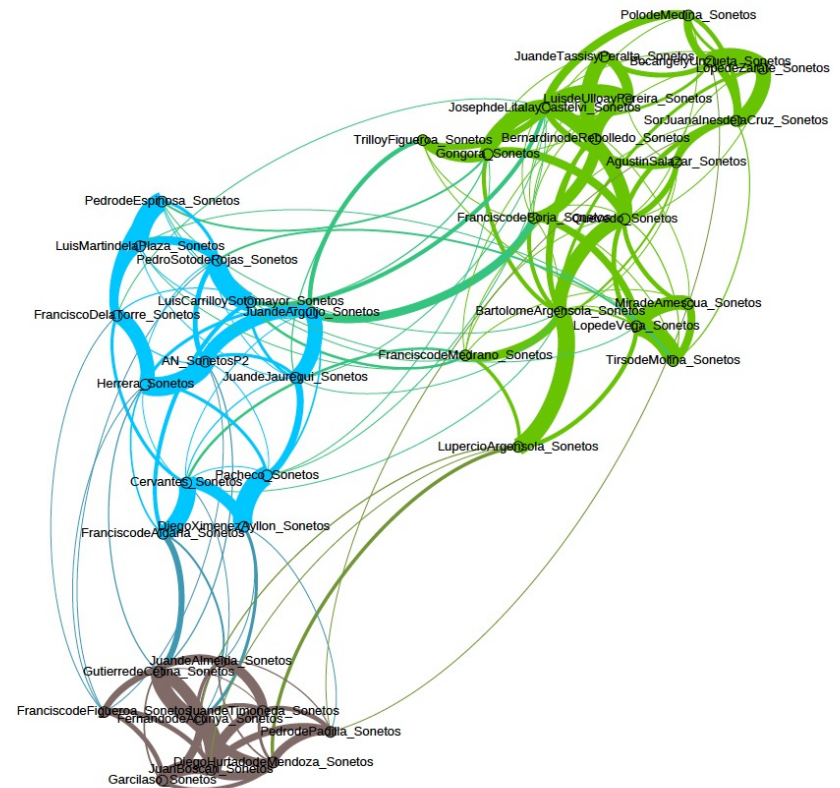 PolodeMedina_Sonetos
JuandeTassisyPeralta_Sonetos
BocangelyUnzueta_Sonetos
LopedeZarate_Sonetos
LuisdeUlloayPereira_Sonetos
JosephdeLitalayCastelvi_Sonetos
SorJuanaInesdelaCruz_Sonetos
BernardinodeRebolledo_Sonetos
TrilloyFigueroa_Sonetos
Gongora_Sonetos
AgustinSalazar_Sonetos
PedrodeEspinosa_Sonetos
FranciscodeBorja_Sonetos
Quevedo_Sonetos
LuisMartindelaPlaza_Sonetos
PedroSotodeRojas_Sonetos
LuisCarrilloySotomayor_Sonetos
MiradeAmescua_Sonetos
JuandeArguijo_Sonetos
BartolomeArgensola_Sonetos
FranciscoDelaTorre_Sonetos
LopedeVega_Sonetos
FranciscodeMedrano_Sonetos
AN_SonetosP2
TirsodeMolina_Sonetos
JuandeJauregui_Sonetos
Herrera_Sonetos
LupercioArgensola_Sonetos
Pacheco_Sonetos
Cervantes_Sonetos
DiegoXimenezAyllon_Sonetos
FranciscodeAldana_Sonetos
JuandeAlmeida_Sonetos
GutierredeCetina_Sonetos
FranciscodeFigueroa_Sonetos
JuandeTimoneda_Sonetos
FernandodeAcunya_Sonetos
PedrodePadilla_Sonetos
DiegoHurtadodeMendoza_Sonetos
JuanBoscan_Sonetos
Garcilaso_Sonetos